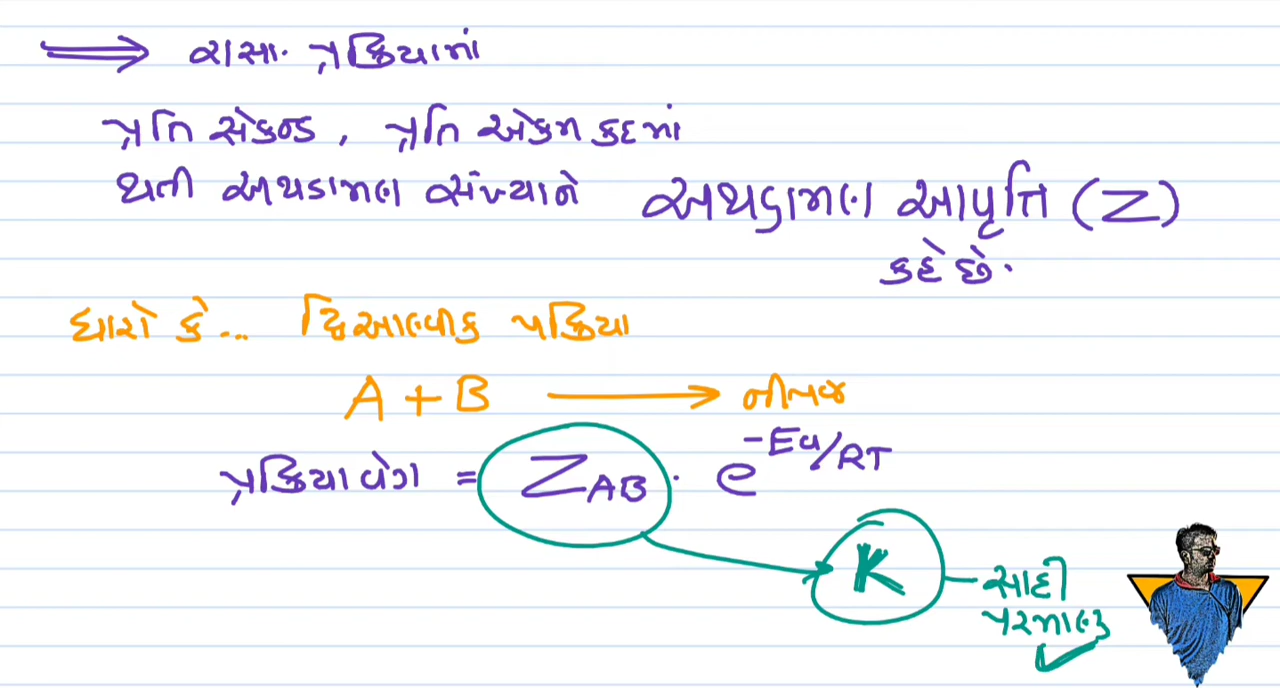 ⟹ રાસા. પ્રક્રિયામાં
પ્રતિ સેકન્ડ, પ્રતિ એકમ કદમાં
થતી અથડામણ સંખ્યાને અથડામણ આવૃત્તિ (Z)
કહે છે.
ધારો કે... દ્વિઆણ્વીક પ્રક્રિયા
A + B ⟶ નીપજ
પ્રક્રિયા વેગ = Z_AB · e^-Ea/RT
K